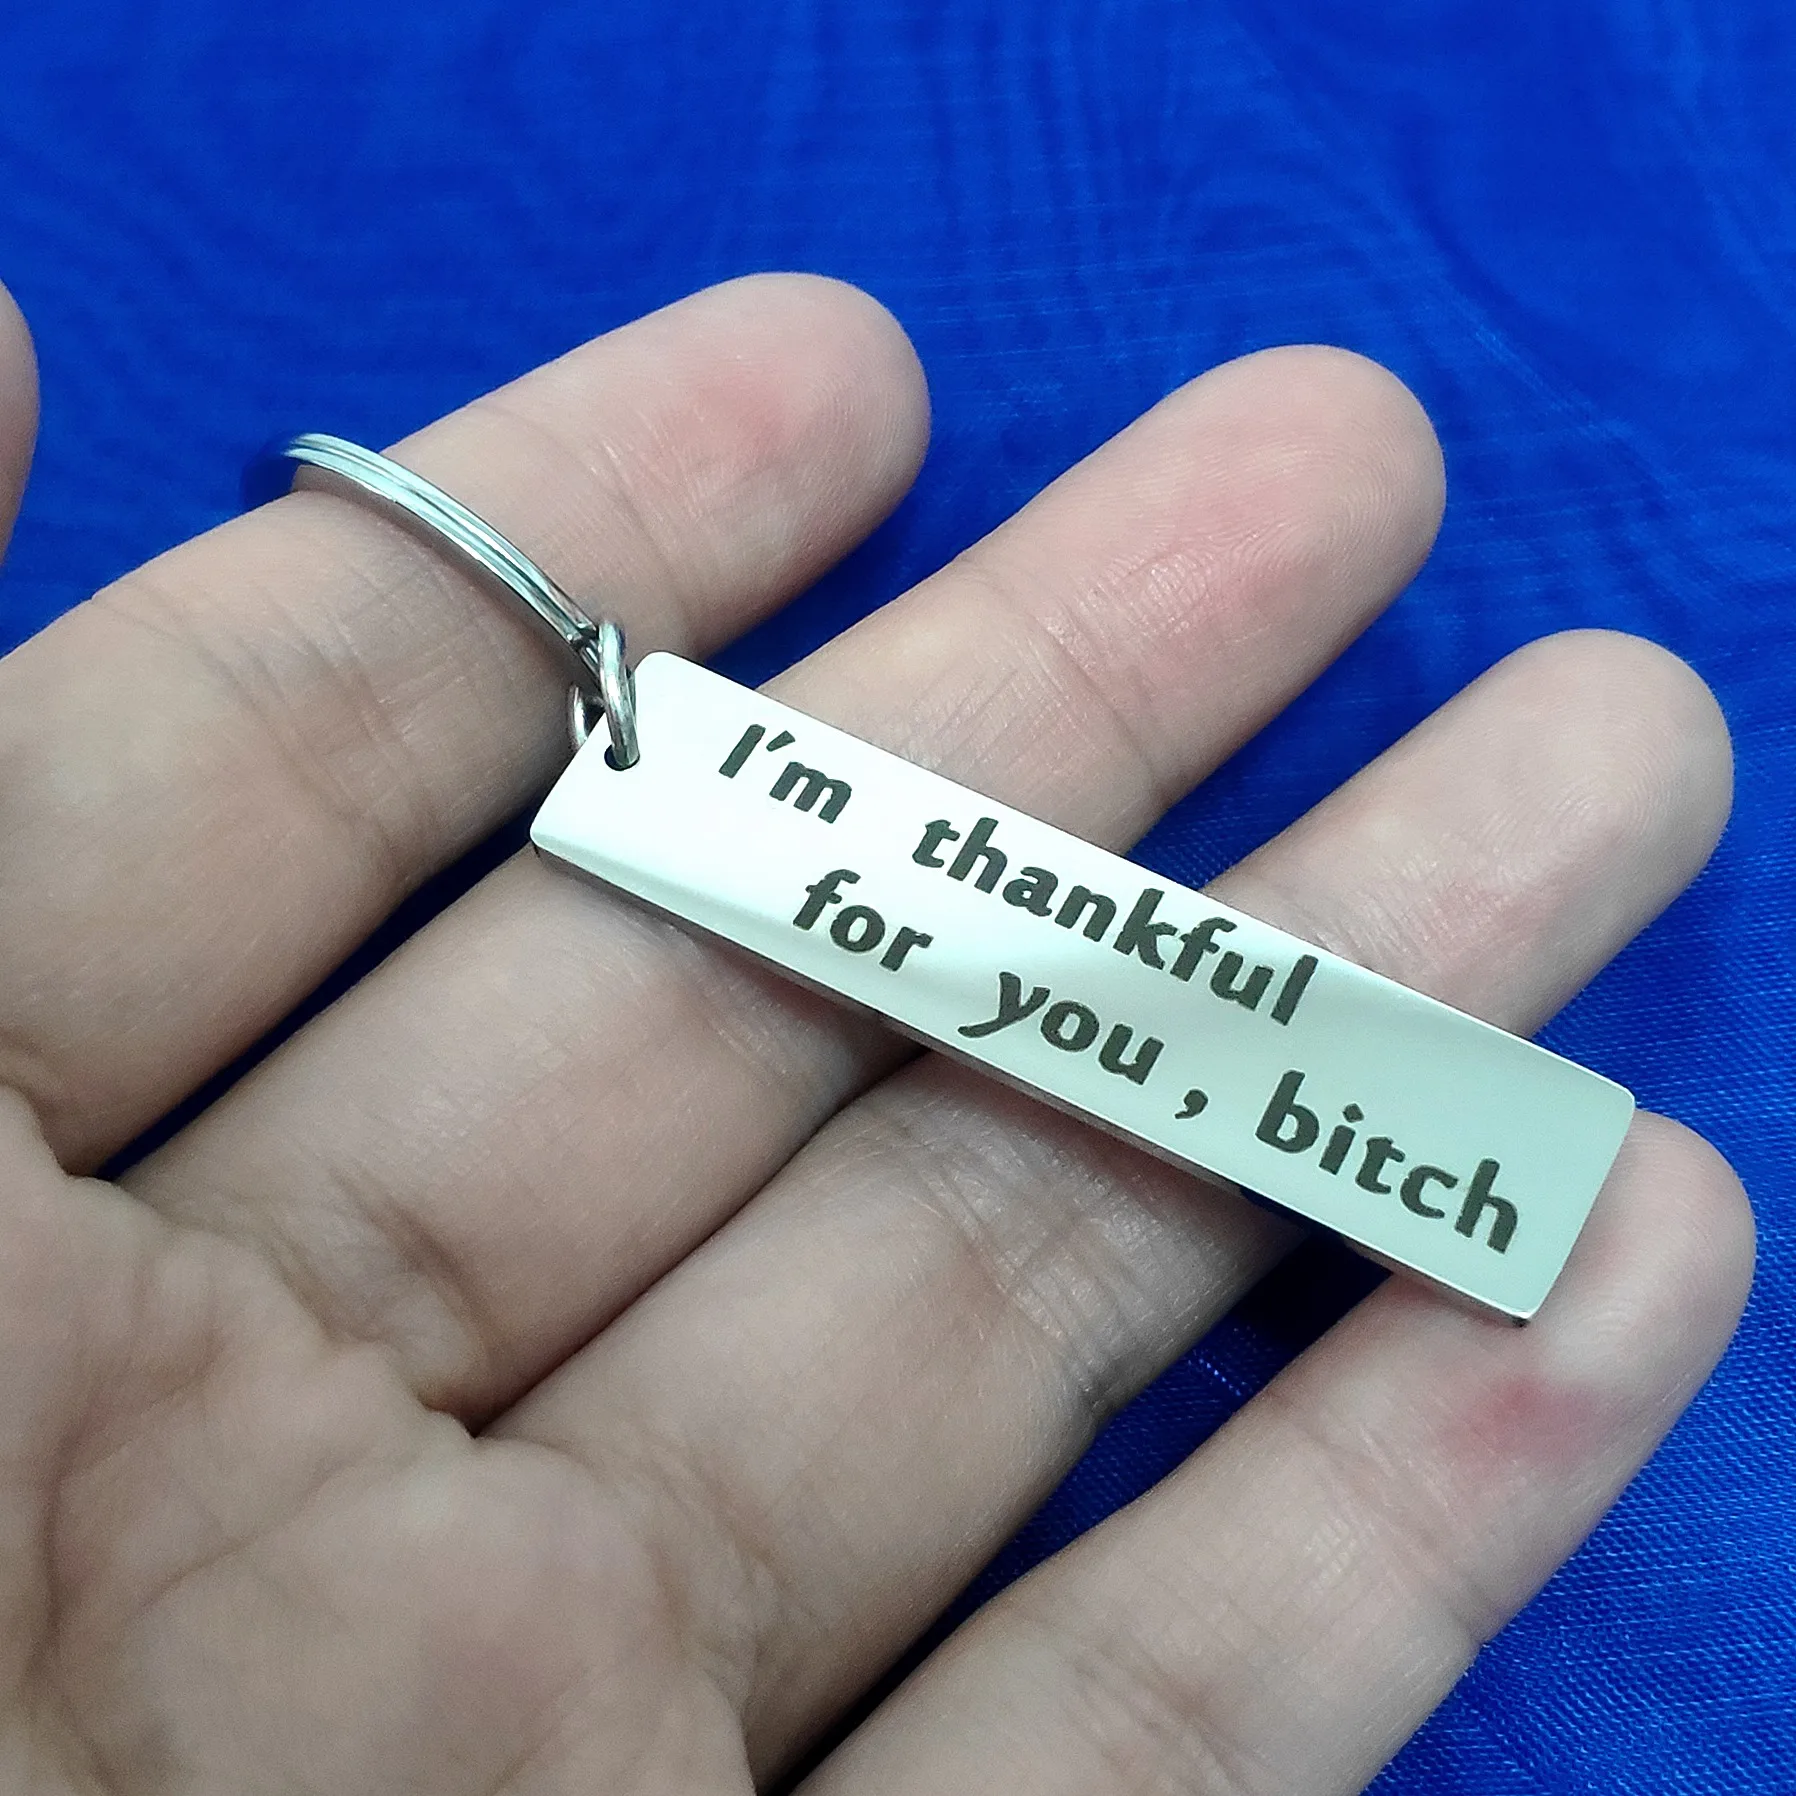 I'm thankful
for you, bitch